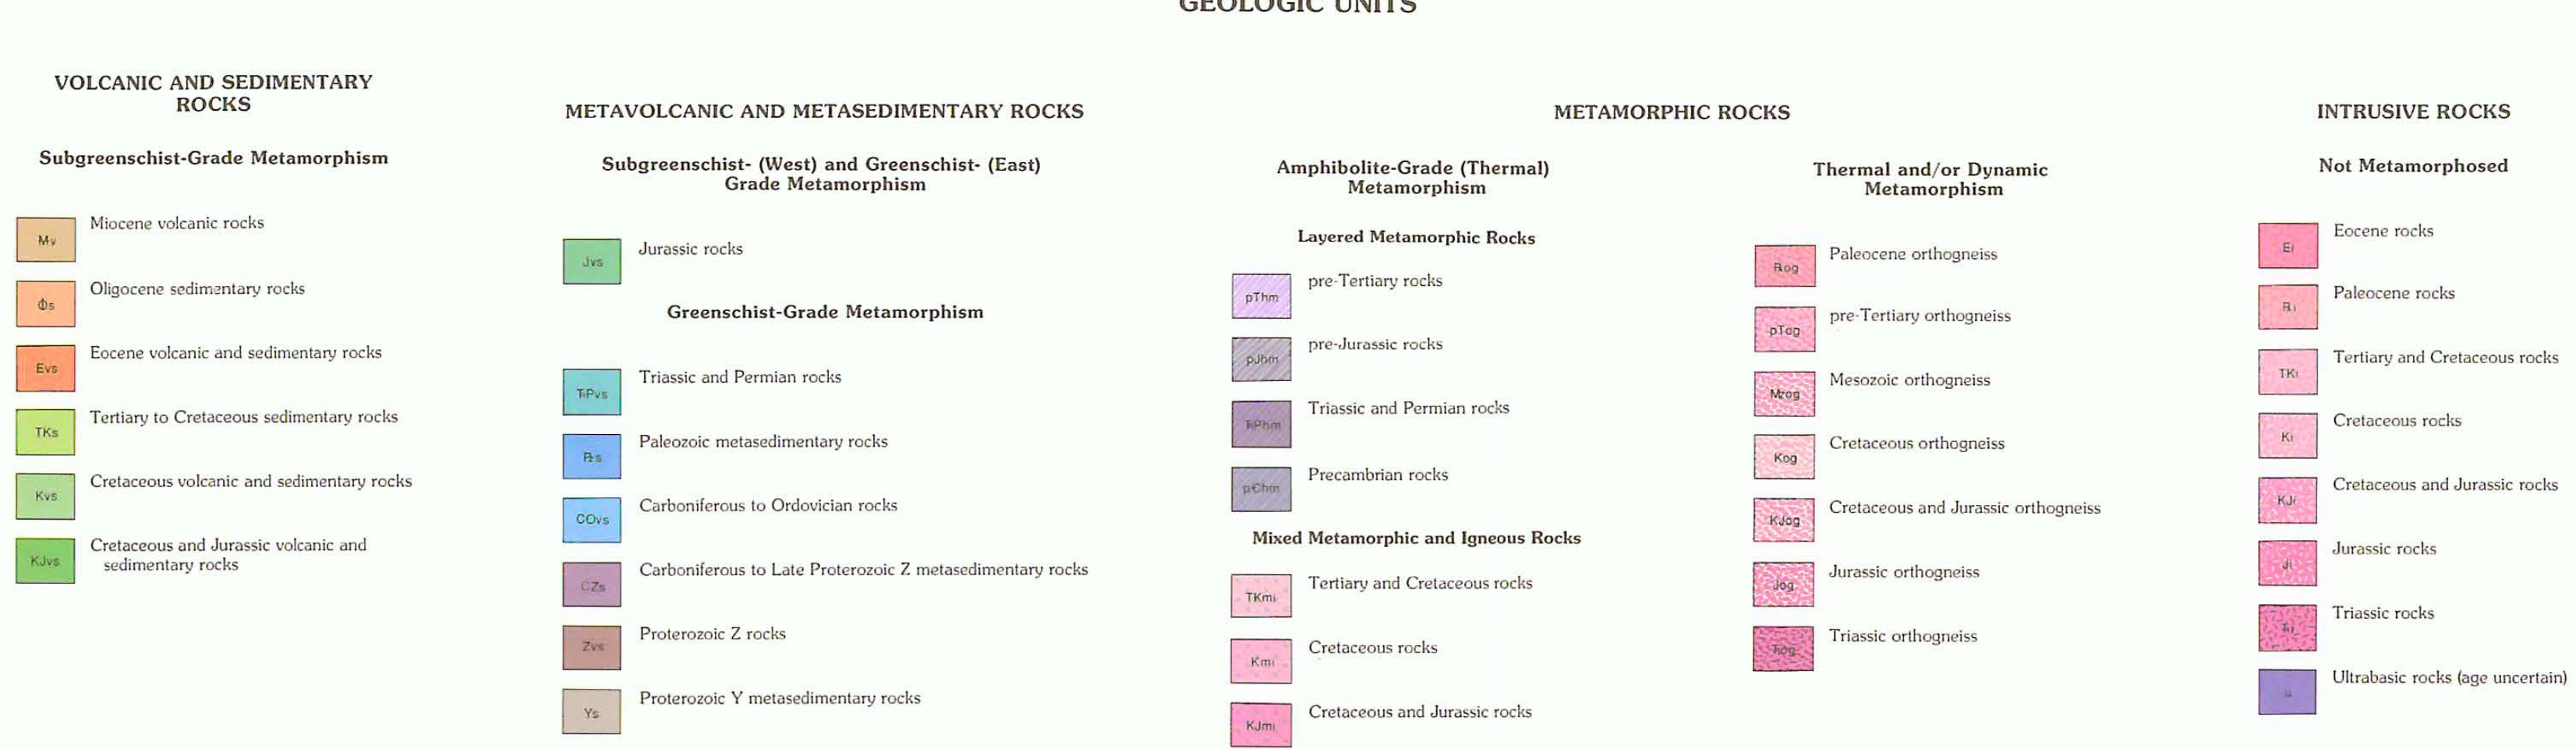 GEOLOGIC UNITS
VOLCANIC AND SEDIMENTARY
ROCKS
Subgreenschist-Grade Metamorphism
Mv
Miocene volcanic rocks
Φs
Oligocene sedimentary rocks
Evs
Eocene volcanic and sedimentary rocks
TKs
Tertiary to Cretaceous sedimentary rocks
Kvs
Cretaceous volcanic and sedimentary rocks
KJvs
Cretaceous and Jurassic volcanic and
sedimentary rocks
METAVOLCANIC AND METASEDIMENTARY ROCKS
Subgreenschist- (West) and Greenschist- (East)
Grade Metamorphism
Jvs
Jurassic rocks
Greenschist-Grade Metamorphism
Triassic and Permian rocks
Paleozoic metasedimentary rocks
COvs
Carboniferous to Ordovician rocks
CZs
Carboniferous to Late Proterozoic Z metasedimentary rocks
Zvs
Proterozoic Z rocks
Ys
Proterozoic Y metasedimentary rocks
METAMORPHIC ROCKS
Amphibolite-Grade (Thermal)
Metamorphism
Layered Metamorphic Rocks
pThm
pre-Tertiary rocks
pJhm
pre-Jurassic rocks
Triassic and Permian rocks
p€hm
Precambrian rocks
Mixed Metamorphic and Igneous Rocks
TKmi
Tertiary and Cretaceous rocks
Kmi
Cretaceous rocks
KJmi
Cretaceous and Jurassic rocks
Thermal and/or Dynamic
Metamorphism
Paleocene orthogneiss
pTog
pre-Tertiary orthogneiss
Mesozoic orthogneiss
Kog
Cretaceous orthogneiss
KJog
Cretaceous and Jurassic orthogneiss
Jog
Jurassic orthogneiss
Triassic orthogneiss
INTRUSIVE ROCKS
Not Metamorphosed
Ei
Eocene rocks
Paleocene rocks
TKi
Tertiary and Cretaceous rocks
Ki
Cretaceous rocks
KJi
Cretaceous and Jurassic rocks
Ji
Jurassic rocks
Triassic rocks
u
Ultrabasic rocks (age uncertain)